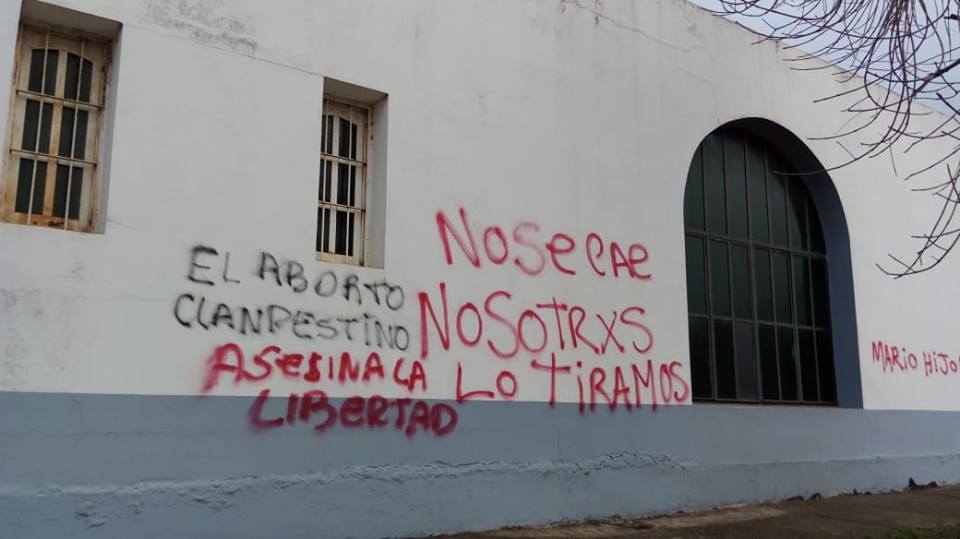 EL ABORTO
CLANDESTINO
ASESINA LA
LIBERTAD
NO SE CAE
NOSOTRXS
LO TIRAMOS
MARIO HIJO